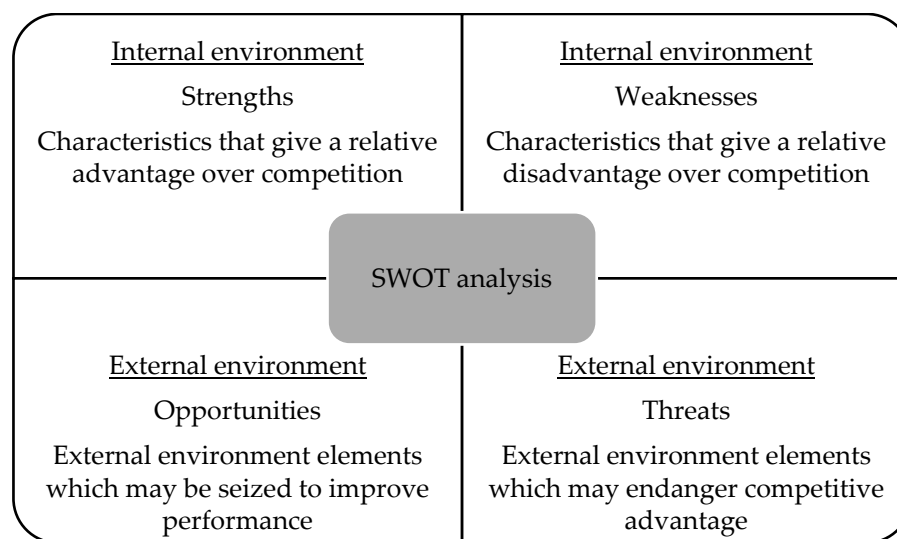 Internal environment
Strengths
Characteristics that give a relative
advantage over competition
Internal environment
Weaknesses
Characteristics that give a relative
disadvantage over competition
SWOT analysis
External environment
Opportunities
External environment elements
which may be seized to improve
performance
External environment
Threats
External environment elements
which may endanger competitive
advantage